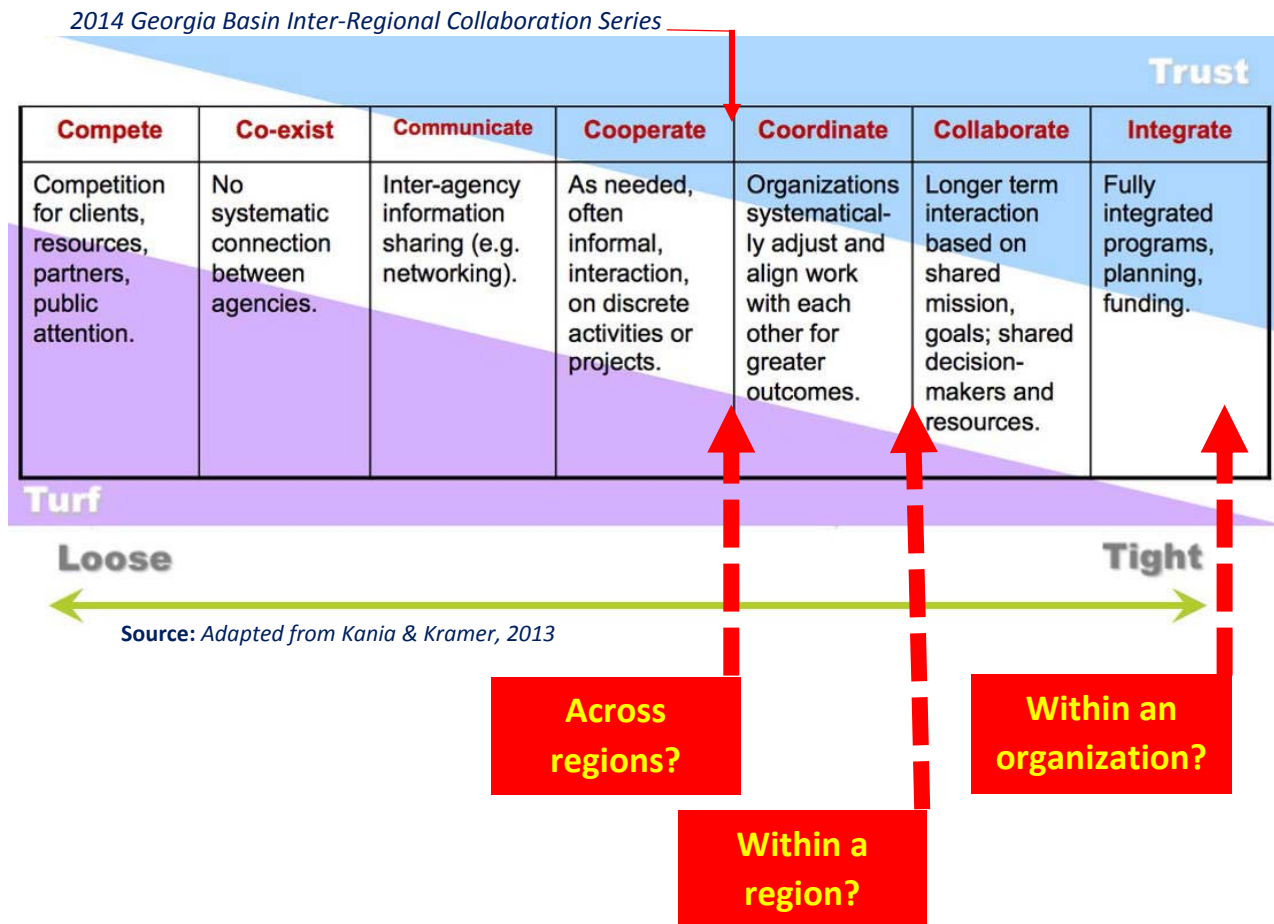 2014 Georgia Basin Inter-Regional Collaboration Series
Trust
Compete
Co-exist
Communicate
Cooperate
Coordinate
Collaborate
Integrate
Competition
for clients,
resources,
partners,
public
attention.
No
systematic
connection
between
agencies.
Inter-agency
information
sharing (e.g.
networking).
As needed,
often
informal,
interaction,
on discrete
activities or
projects.
Organizations
systematical-
ly adjust and
align work
with each
other for
greater
outcomes.
Longer term
interaction
based on
shared
mission,
goals; shared
decision-
makers and
resources.
Fully
integrated
programs,
planning,
funding.
Turf
Loose
Tight
Source: Adapted from Kania & Kramer, 2013
Across
regions?
Within a
region?
Within an
organization?